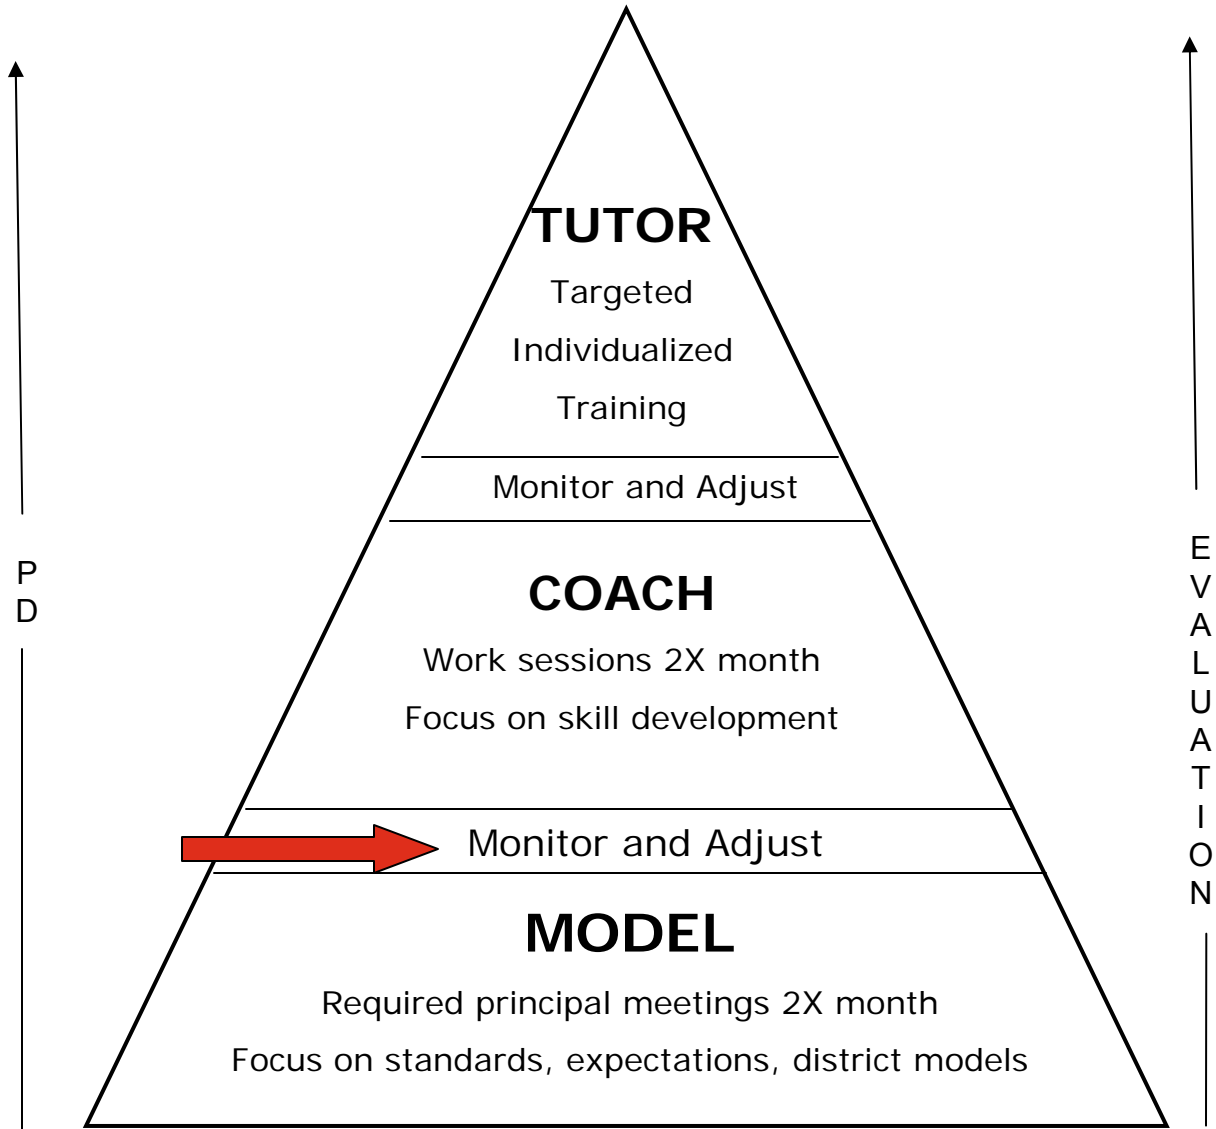 TUTOR
Targeted
Individualized
Training
Monitor and Adjust
COACH
Work sessions 2X month
Focus on skill development
Monitor and Adjust
MODEL
Required principal meetings 2X month
Focus on standards, expectations, district models
P
D
E
V
A
L
U
A
T
I
O
N